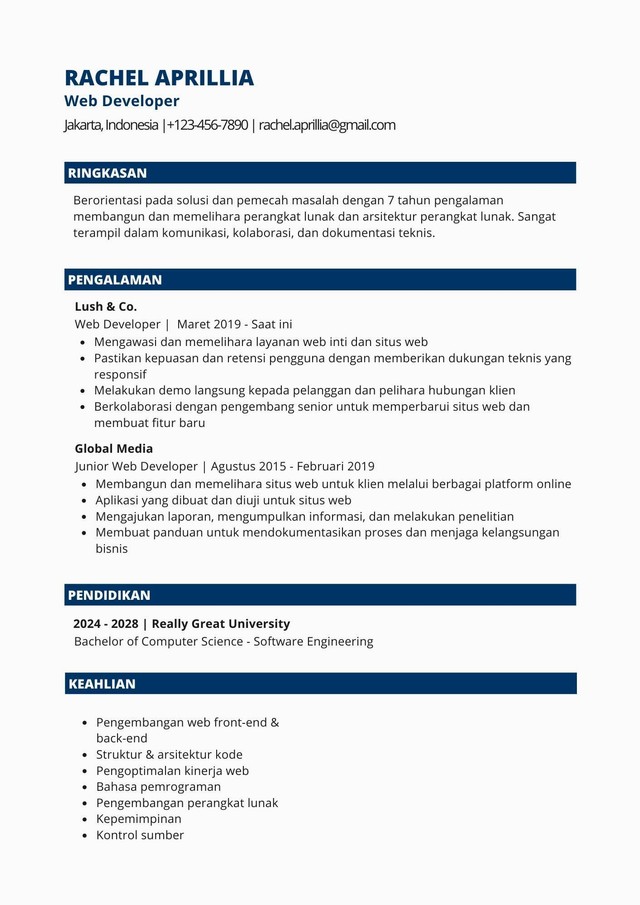 RACHEL APRILLIA
Web Developer
Jakarta, Indonesia |+123-456-7890 | rachel.aprillia@gmail.com
RINGKASAN
Berorientasi pada solusi dan pemecah masalah dengan 7 tahun pengalaman
membangun dan memelihara perangkat lunak dan arsitektur perangkat lunak. Sangat
terampil dalam komunikasi, kolaborasi, dan dokumentasi teknis.
PENGALAMAN
Lush & Co.
Web Developer | Maret 2019 - Saat ini
• Mengawasi dan memelihara layanan web inti dan situs web
• Pastikan kepuasan dan retensi pengguna dengan memberikan dukungan teknis yang
responsif
• Melakukan demo langsung kepada pelanggan dan pelihara hubungan klien
• Berkolaborasi dengan pengembang senior untuk memperbarui situs web dan
membuat fitur baru
Global Media
Junior Web Developer | Agustus 2015 - Februari 2019
• Membangun dan memelihara situs web untuk klien melalui berbagai platform online
• Aplikasi yang dibuat dan diuji untuk situs web
• Mengajukan laporan, mengumpulkan informasi, dan melakukan penelitian
• Membuat panduan untuk mendokumentasikan proses dan menjaga kelangsungan
bisnis
PENDIDIKAN
2024 - 2028 | Really Great University
Bachelor of Computer Science - Software Engineering
KEAHLIAN
• Pengembangan web front-end &
back-end
• Struktur & arsitektur kode
• Pengoptimalan kinerja web
• Bahasa pemrograman
• Pengembangan perangkat lunak
• Kepemimpinan
• Kontrol sumber